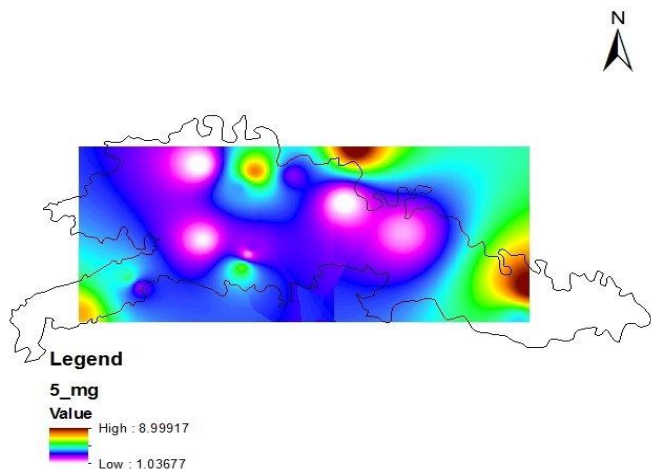 N
Legend
5_mg
Value
High : 8.99917
Low : 1.03677